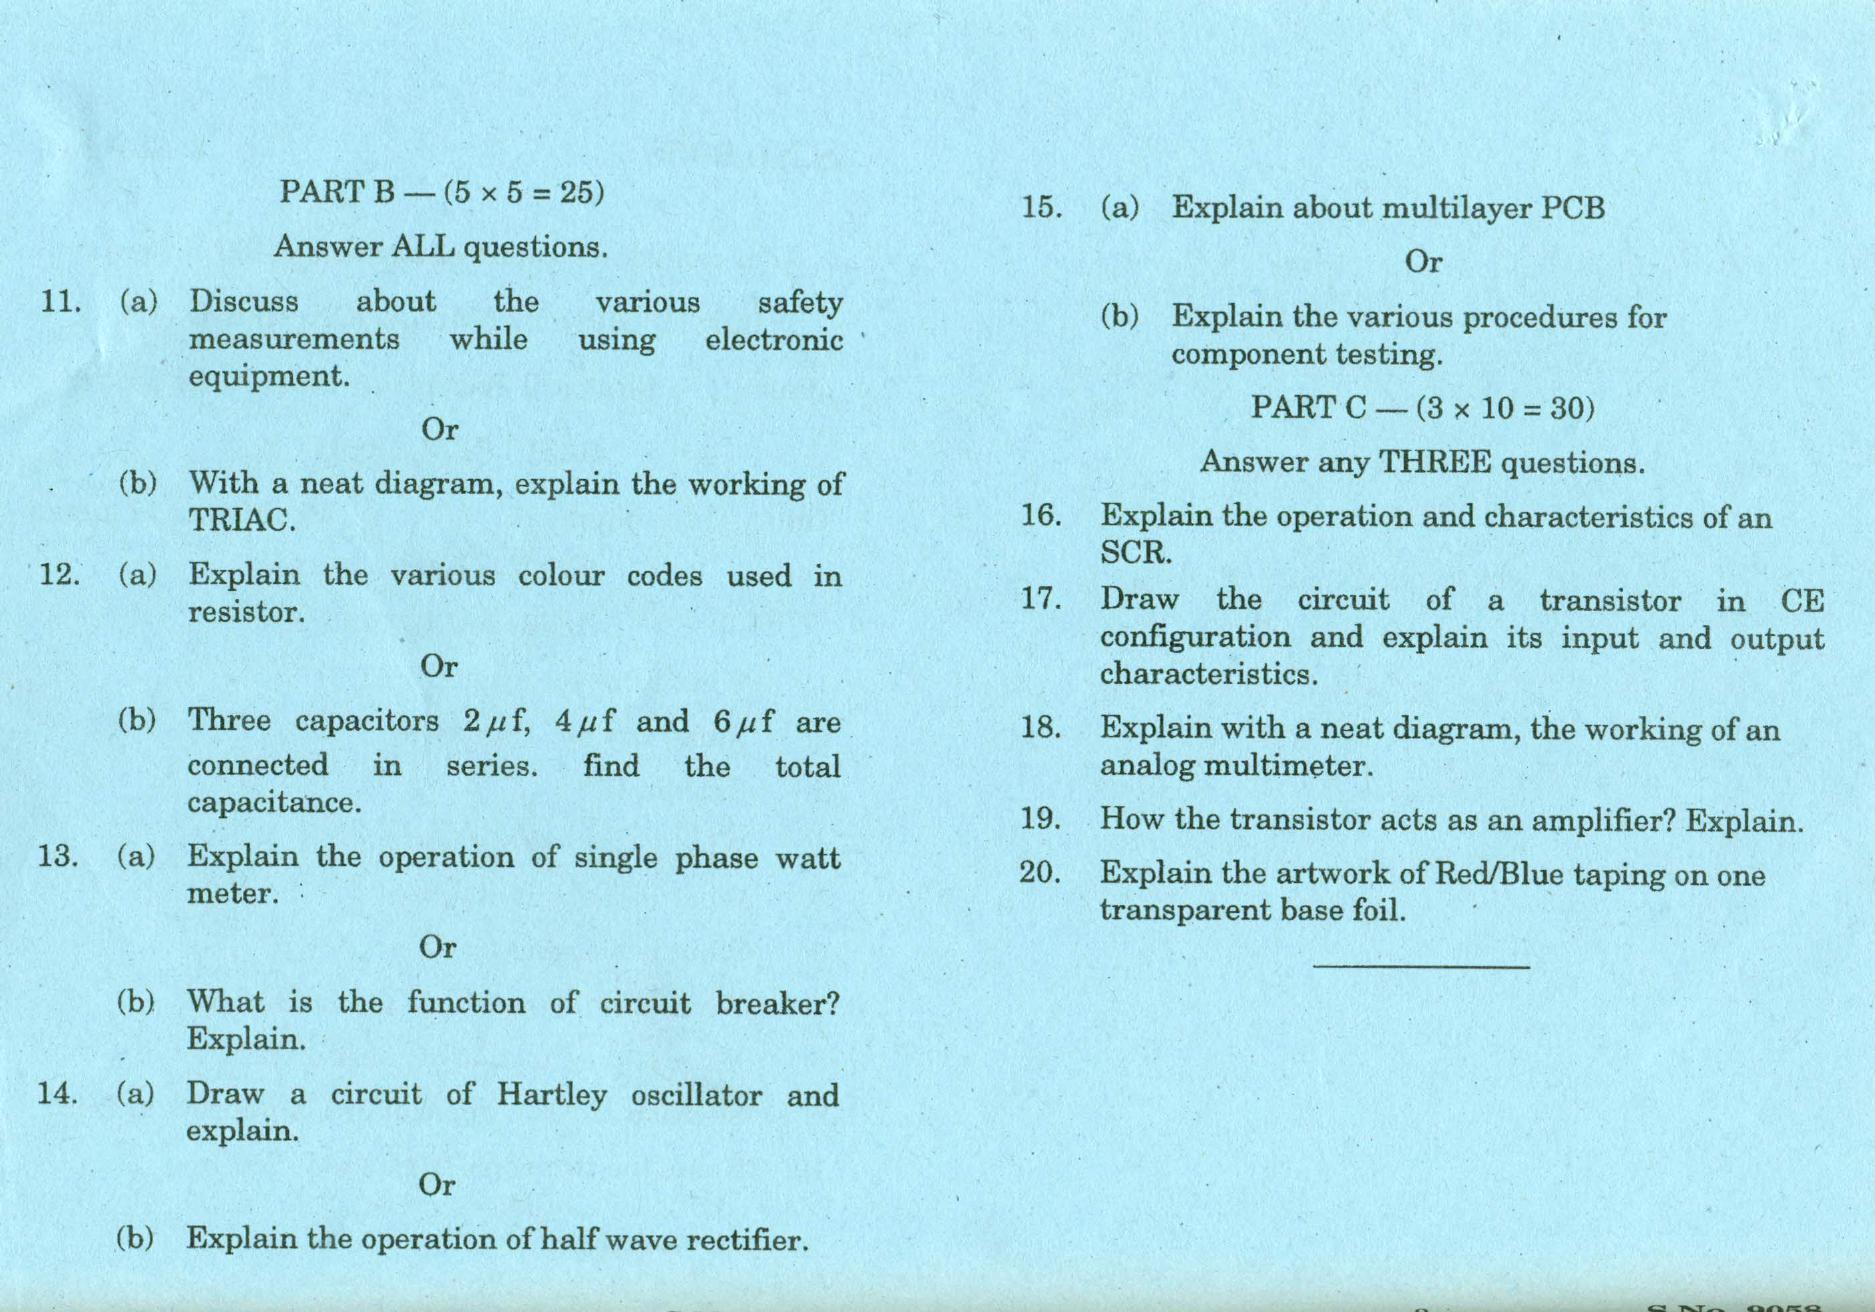 PART B — (5 × 5 = 25)
Answer ALL questions.
11. (a) Discuss about the various safety
measurements while using electronic
equipment.
Or
(b) With a neat diagram, explain the working of
TRIAC.
12. (a) Explain the various colour codes used in
resistor.
Or
(b) Three capacitors 2 μf, 4 μf and 6 μf are
connected in series. find the total
capacitance.
13. (a) Explain the operation of single phase watt
meter.
Or
(b) What is the function of circuit breaker?
Explain.
14. (a) Draw a circuit of Hartley oscillator and
explain.
Or
(b) Explain the operation of half wave rectifier.
15. (a) Explain about multilayer PCB
Or
(b) Explain the various procedures for
component testing.
PART C — (3 × 10 = 30)
Answer any THREE questions.
16. Explain the operation and characteristics of an
SCR.
17. Draw the circuit of a transistor in CE
configuration and explain its input and output
characteristics.
18. Explain with a neat diagram, the working of an
analog multimeter.
19. How the transistor acts as an amplifier? Explain.
20. Explain the artwork of Red/Blue taping on one
transparent base foil.